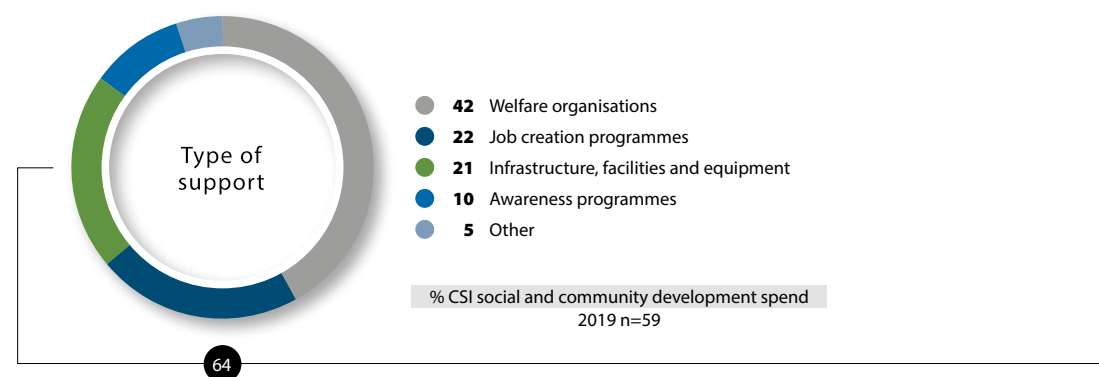 Type of
support
42 Welfare organisations
22 Job creation programmes
21 Infrastructure, facilities and equipment
10 Awareness programmes
5 Other
% CSI social and community development spend
2019 n=59
64